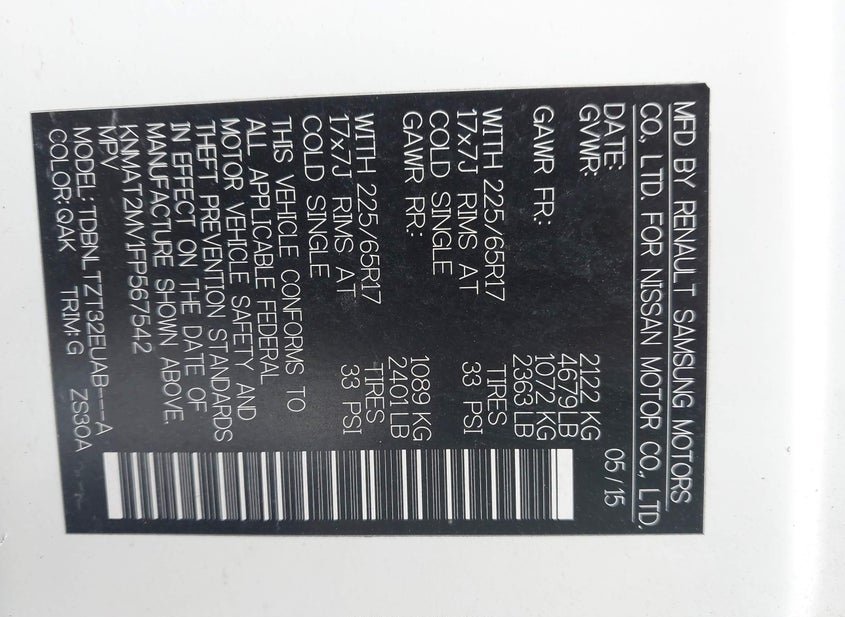 MFD BY RENAULT SAMSUNG MOTORS
CO., LTD. FOR NISSAN MOTOR CO., LTD.
DATE: 05/15
GVWR: 2122 KG
4679 LB
GAWR FR: 1072 KG
2363 LB
WITH 225/65R17 TIRES
17x7J RIMS AT 33 PSI
COLD SINGLE
GAWR RR: 1089 KG
2401 LB
WITH 225/65R17 TIRES
17x7J RIMS AT 33 PSI
COLD SINGLE
THIS VEHICLE CONFORMS TO
ALL APPLICABLE FEDERAL
MOTOR VEHICLE SAFETY AND
THEFT PREVENTION STANDARDS
IN EFFECT ON THE DATE OF
MANUFACTURE SHOWN ABOVE.
KNMAT2MV1FP567542
MPV
MODEL: TDBNLTZT32EUAB---A
COLOR: QAK TRIM: G ZS30A